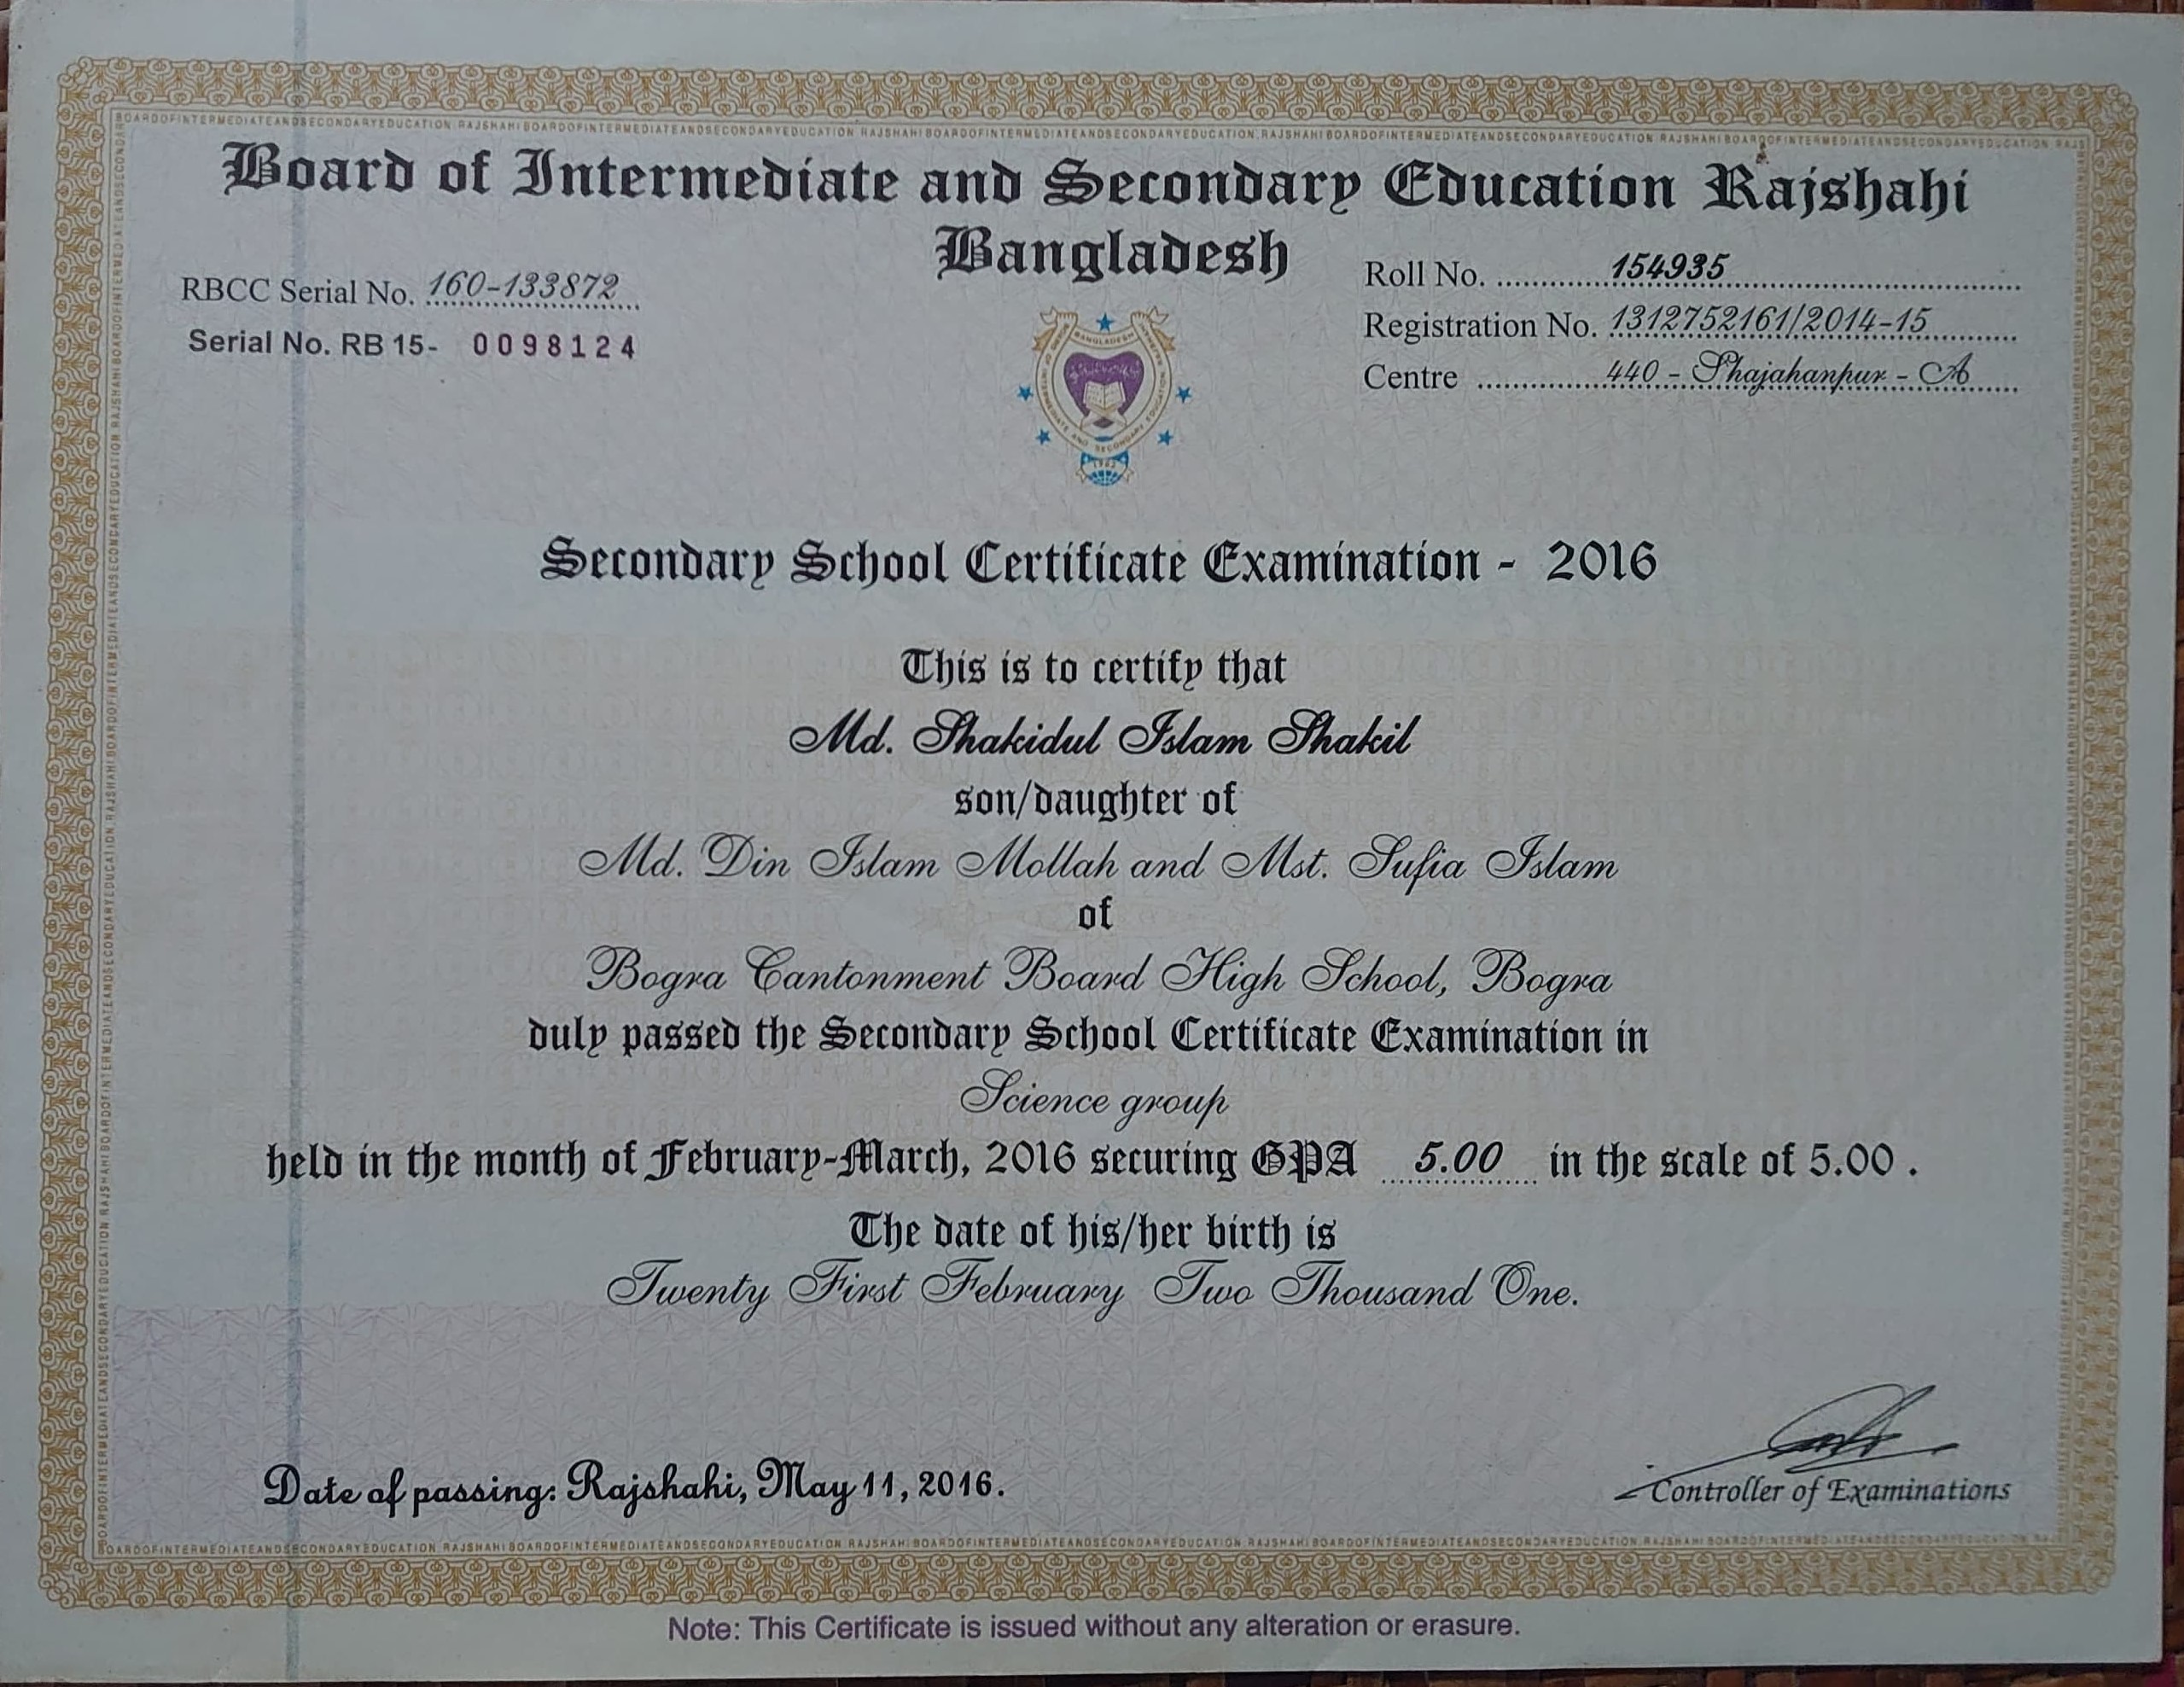 Board of Intermediate and Secondary Education Rajshahi
Bangladesh
RBCC Serial No. 160-133872
Serial No. RB 15- 0098124
Roll No. 154935
Registration No. 1312752161/2014-15
Centre 440 - Shajahanpur - A
Secondary School Certificate Examination - 2016
This is to certify that
Md. Shakidul Islam Shakil
son/daughter of
Md. Din Islam Mollah and Mst. Sufia Islam
of
Bogra Cantonment Board High School, Bogra
duly passed the Secondary School Certificate Examination in
Science group
held in the month of February-March, 2016 securing GPA 5.00 in the scale of 5.00 .
The date of his/her birth is
Twenty First February Two Thousand One.
Date of passing: Rajshahi, May 11, 2016.
Controller of Examinations
Note: This Certificate is issued without any alteration or erasure.